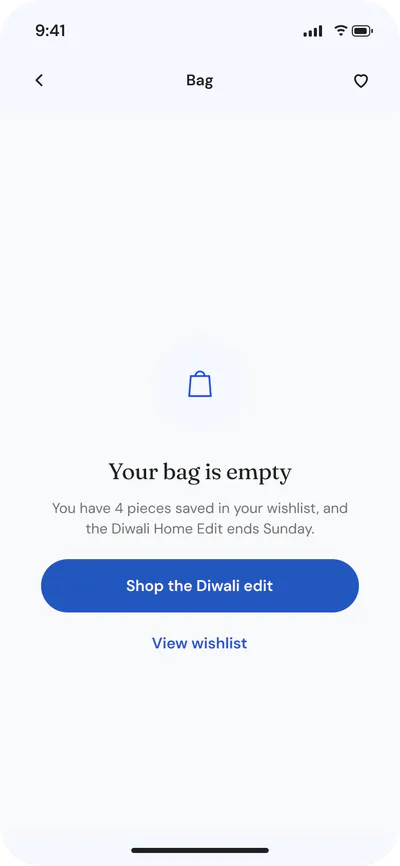 9:41
Bag
Your bag is empty
You have 4 pieces saved in your wishlist, and
the Diwali Home Edit ends Sunday.
Shop the Diwali edit
View wishlist